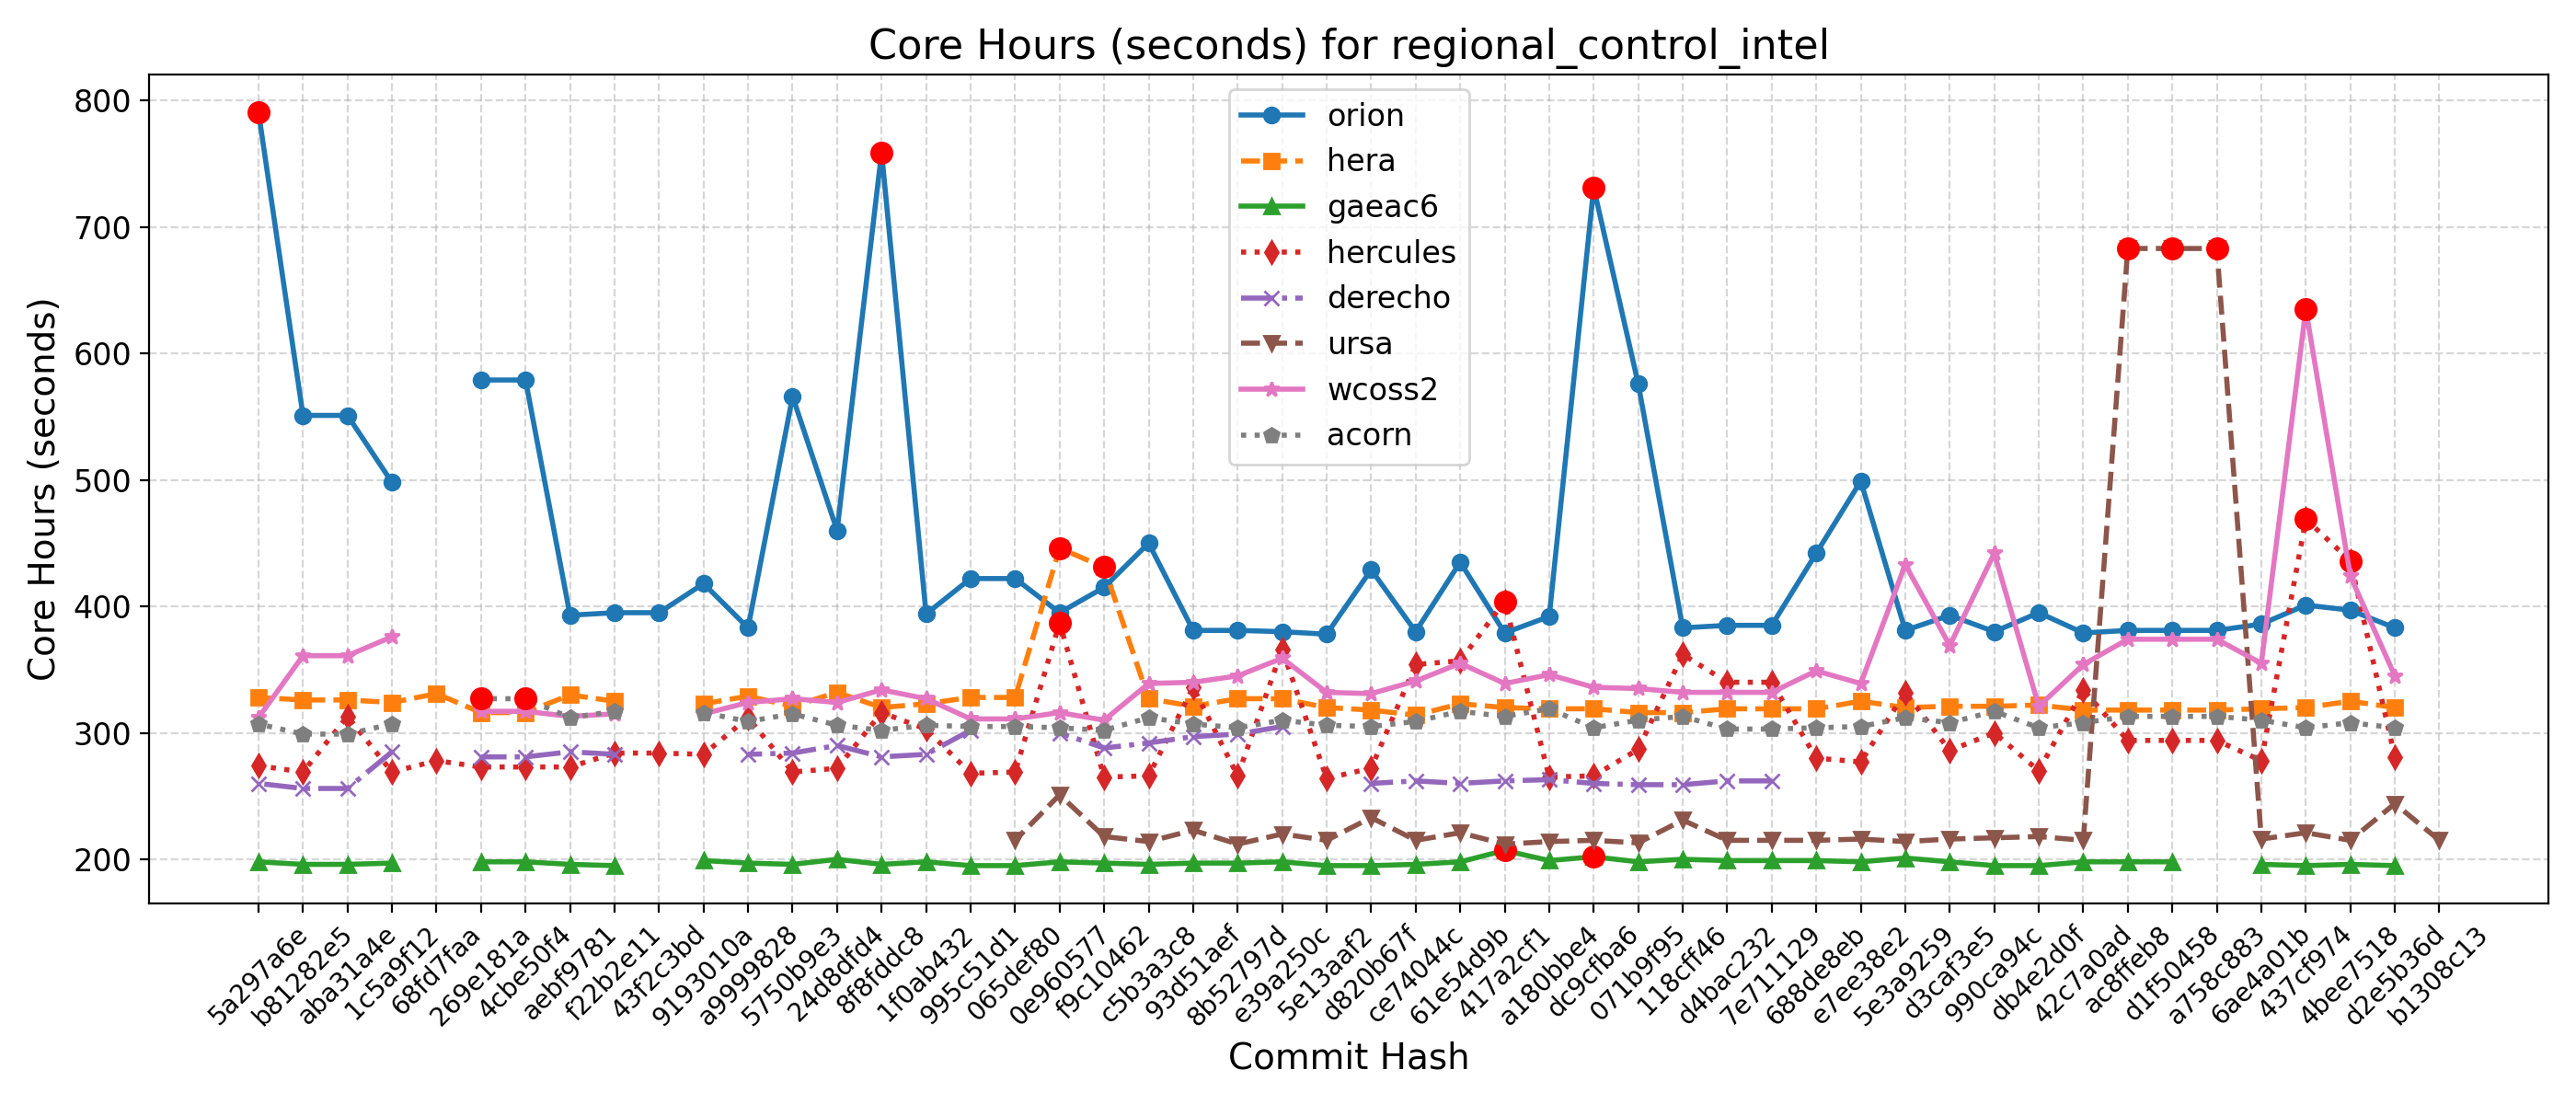 Core Hours (seconds) for regional_control_intel
Core Hours (seconds)
800
700
600
500
400
300
200
orion
hera
gaeac6
hercules
derecho
ursa
wcoss2
acorn
5a297a6e
b81282e5
aba31a4e
1c5a9f12
68fd7faa
269e181a
4cbe50f4
aebf9781
f22b2e11
43f2c3bd
9193010a
a9999828
5750b9e3
24d8dfd4
8f8fddc8
1f0ab432
995c51d1
065def80
0e960577
f9c10462
c5b3a3c8
93d51aef
8b52797d
e39a250c
5e13aaf2
d820b67f
ce74044c
61e54d9b
417a2cf1
a180bbe4
dc9cfba6
071b9f95
118cff46
d4bac232
7e711129
688de8eb
e7ee38e2
5e3a9259
d3caf3e5
990ca94c
db4e2d0f
42c7a0ad
ac8ffeb8
d1f50458
a758c883
6ae4a01b
437cf974
4bee7518
d2e5b36d
b1308c13
Commit Hash